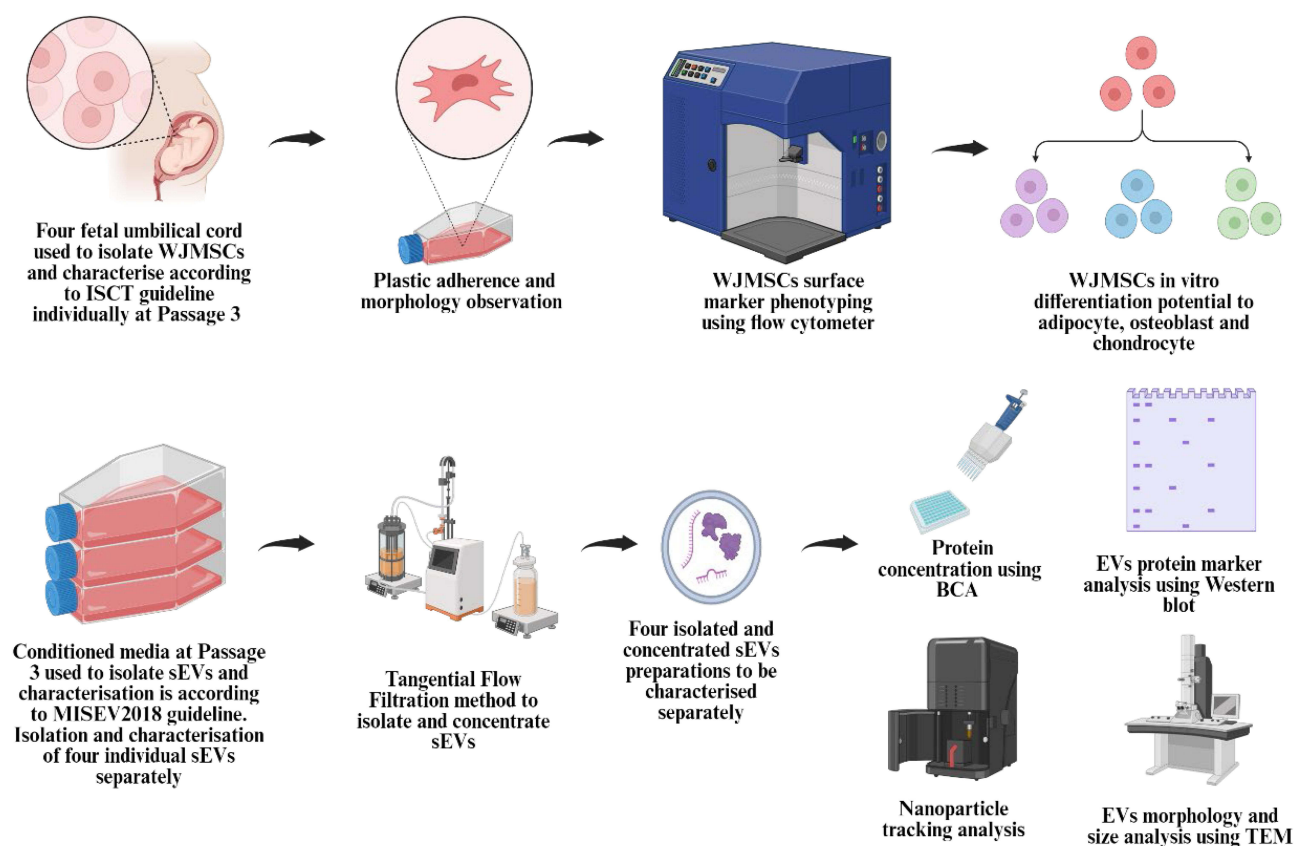 Four fetal umbilical cord
used to isolate WJMSCs
and characterise according
to ISCT guideline
individually at Passage 3
Plastic adherence and
morphology observation
WJMSCs surface
marker phenotyping
using flow cytometer
WJMSCs in vitro
differentiation potential to
adipocyte, osteoblast and
chondrocyte
Conditioned media at Passage
3 used to isolate sEVs and
characterisation is according
to MISEV2018 guideline.
Isolation and characterisation
of four individual sEVs
separately
Tangential Flow
Filtration method to
isolate and concentrate
sEVs
Four isolated and
concentrated sEVs
preparations to be
characterised
separately
Protein
concentration using
BCA
EVs protein marker
analysis using Western
blot
Nanoparticle
tracking analysis
EVs morphology and
size analysis using TEM